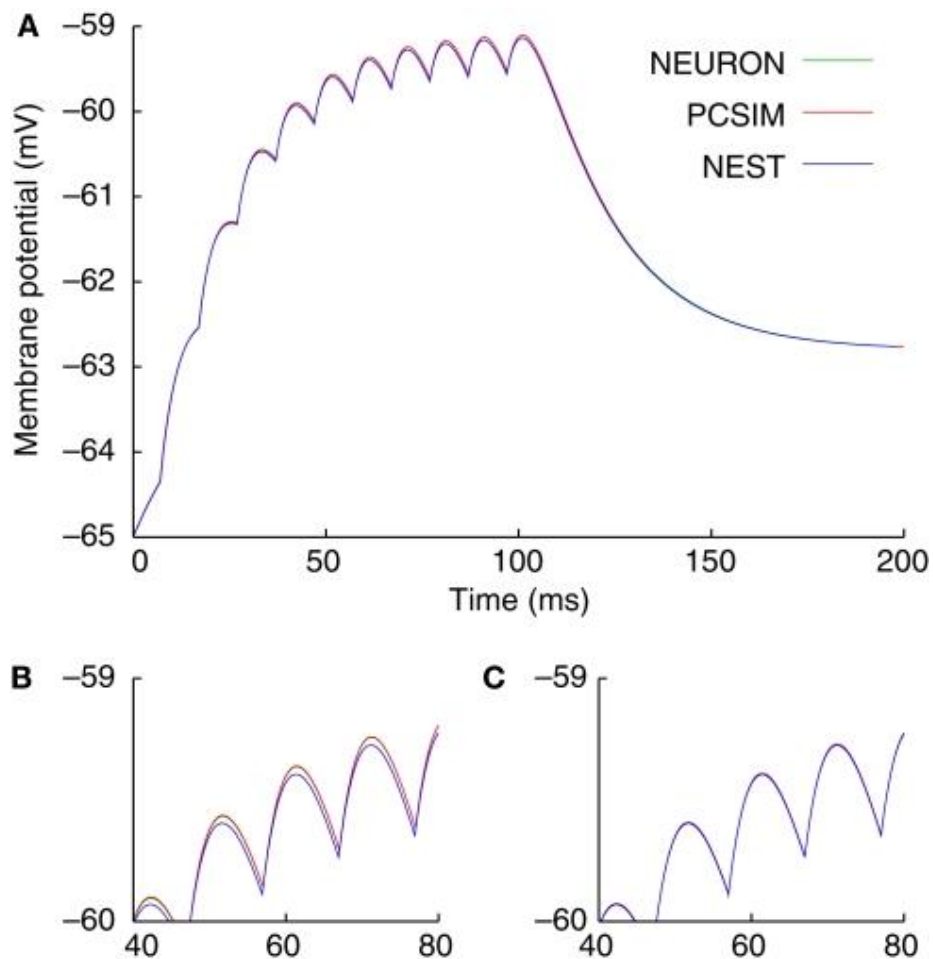 A
–59
–60
–61
–62
–63
–64
–65
Membrane potential (mV)
NEURON
PCSIM
NEST
0
50
100
150
200
Time (ms)
B
–59
–60
40
60
80
C
–59
–60
40
60
80